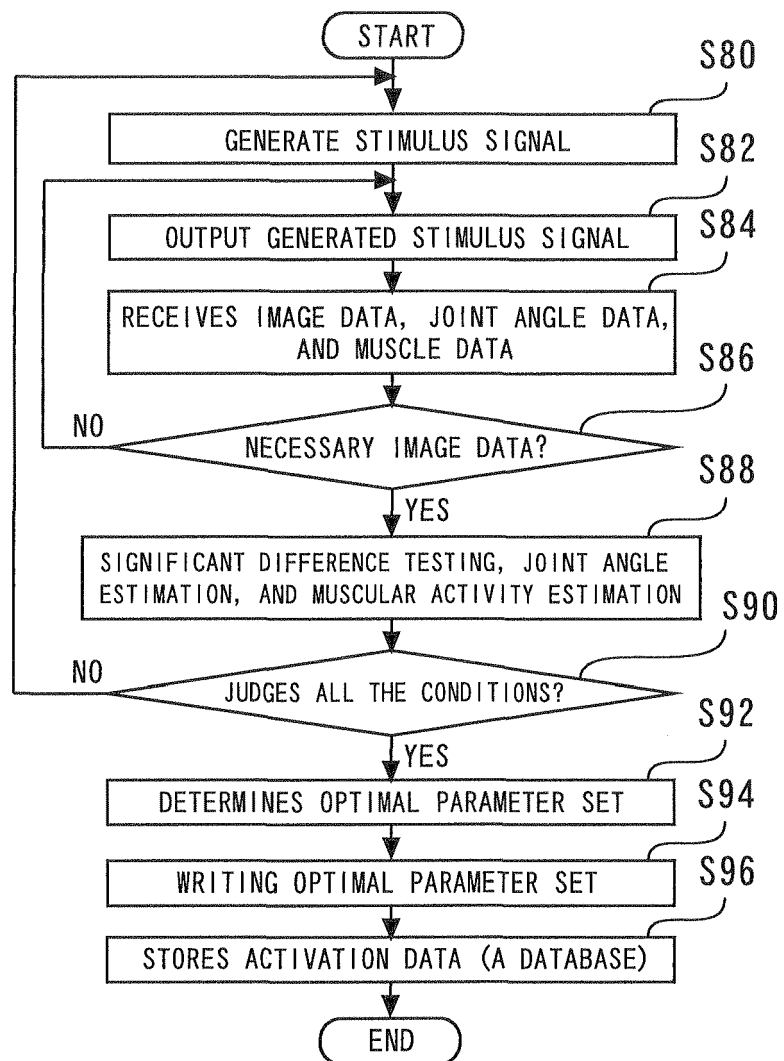 START
S80
GENERATE STIMULUS SIGNAL
S82
OUTPUT GENERATED STIMULUS SIGNAL
S84
RECEIVES IMAGE DATA, JOINT ANGLE DATA,
AND MUSCLE DATA
S86
NO
NECESSARY IMAGE DATA?
S88
YES
SIGNIFICANT DIFFERENCE TESTING, JOINT ANGLE
ESTIMATION, AND MUSCULAR ACTIVITY ESTIMATION
S90
NO
JUDGES ALL THE CONDITIONS?
S92
YES
DETERMINES OPTIMAL PARAMETER SET
S94
WRITING OPTIMAL PARAMETER SET
S96
STORES ACTIVATION DATA (A DATABASE)
END